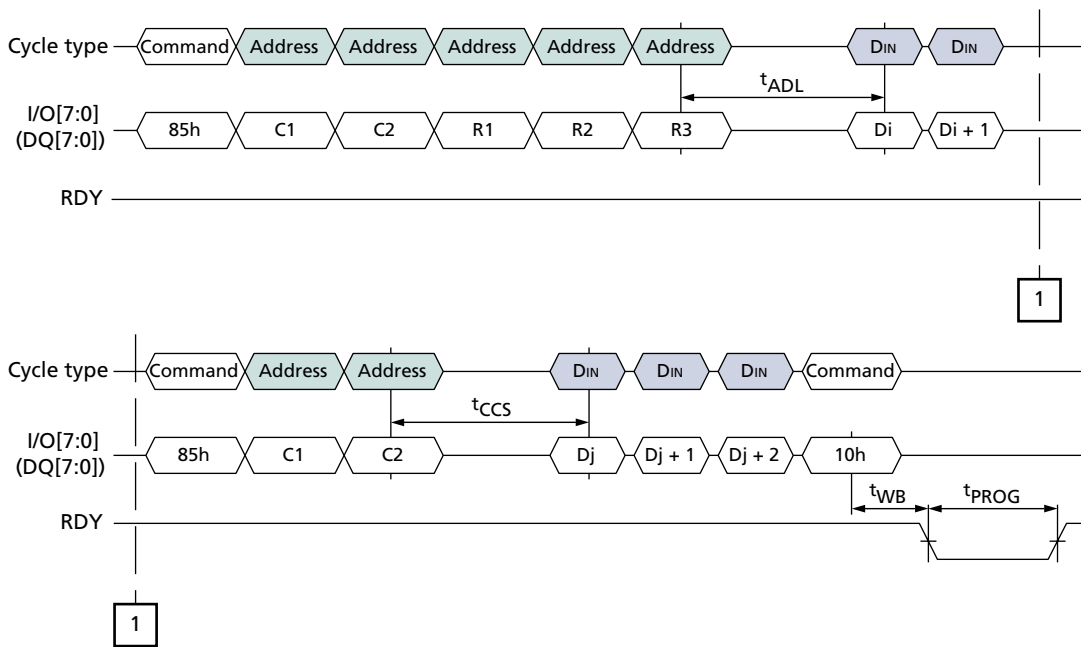 Cycle type Command Address Address Address Address Address DIN DIN
tADL
I/O[7:0]
(DQ[7:0]) 85h C1 C2 R1 R2 R3 Di Di + 1
RDY
1
Cycle type Command Address Address DIN DIN DIN Command
tCCS
I/O[7:0]
(DQ[7:0]) 85h C1 C2 Dj Dj + 1 Dj + 2 10h
tWB tPROG
RDY
1